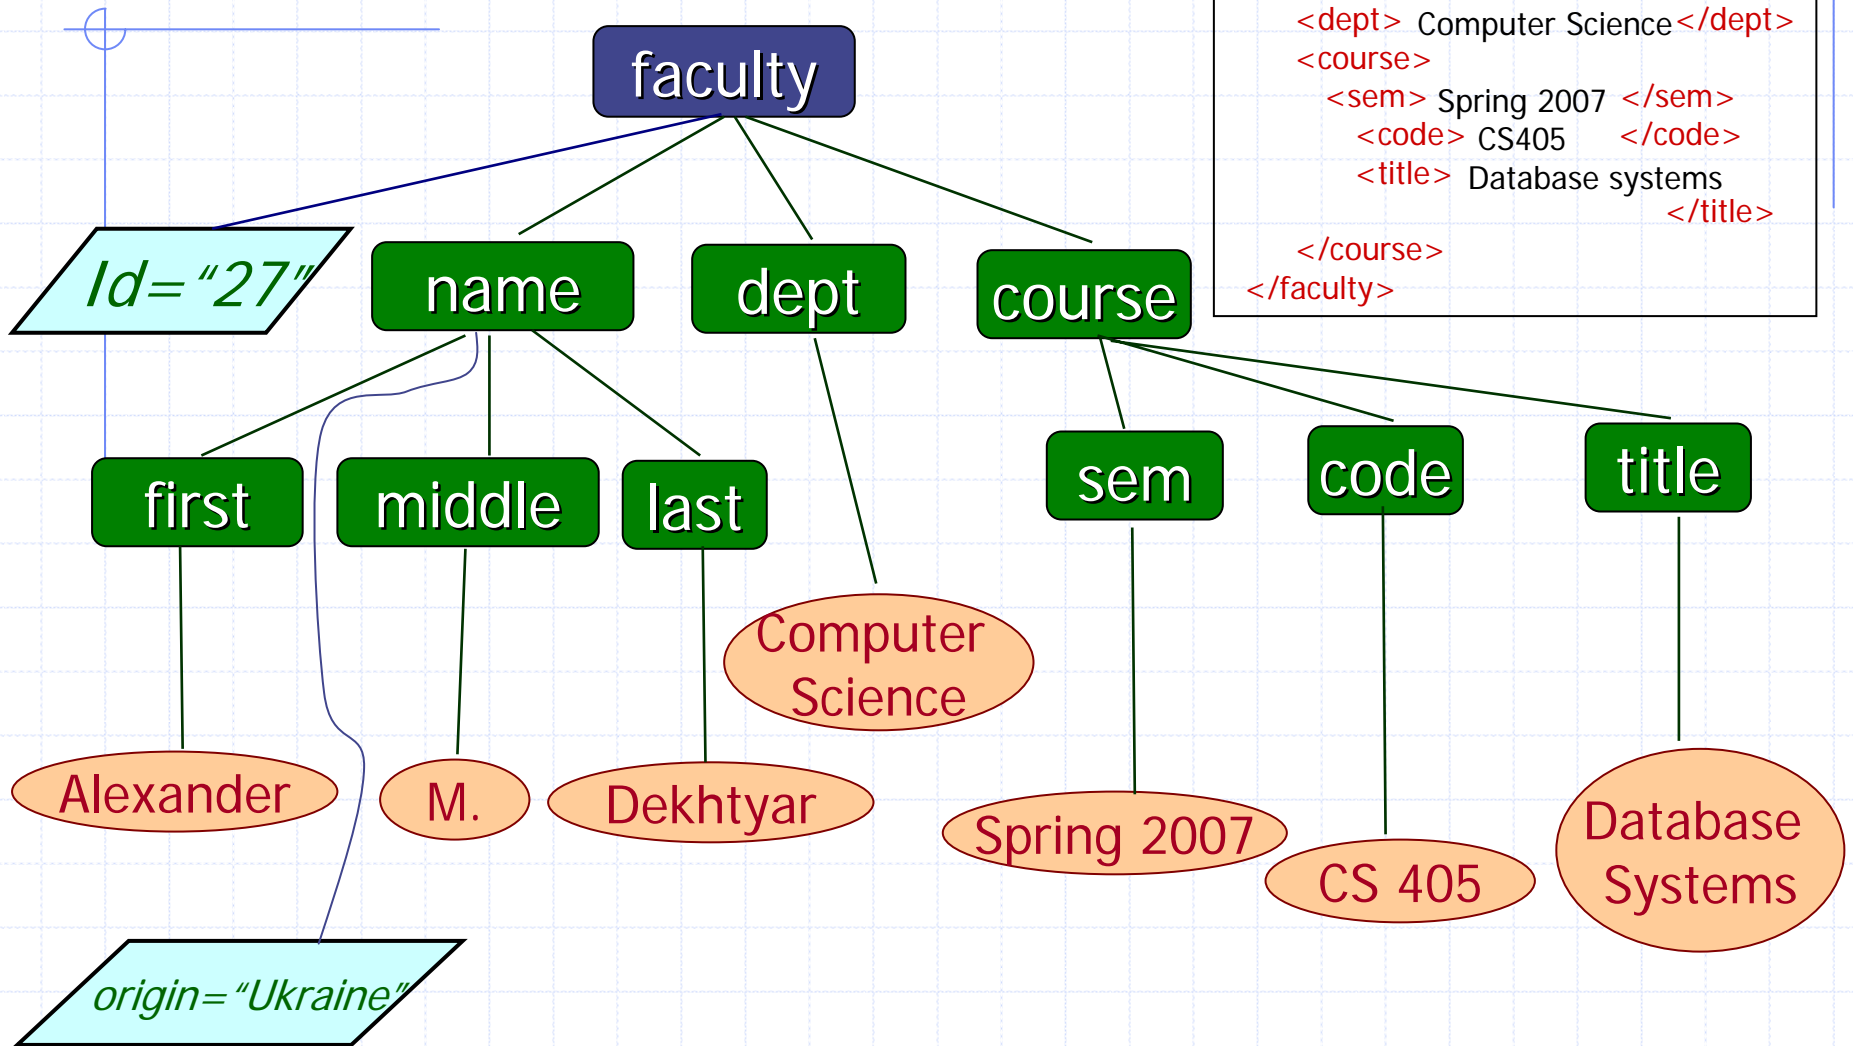 <dept> Computer Science</dept>
<course>
<sem> Spring 2007 </sem>
<code> CS405 </code>
<title> Database systems
</title>
</course>
</faculty>
faculty
Id=“27”
name
dept
course
first
middle
last
sem
code
title
Computer
Science
Alexander
M.
Dekhtyar
Spring 2007
CS 405
Database
Systems
origin=“Ukraine”